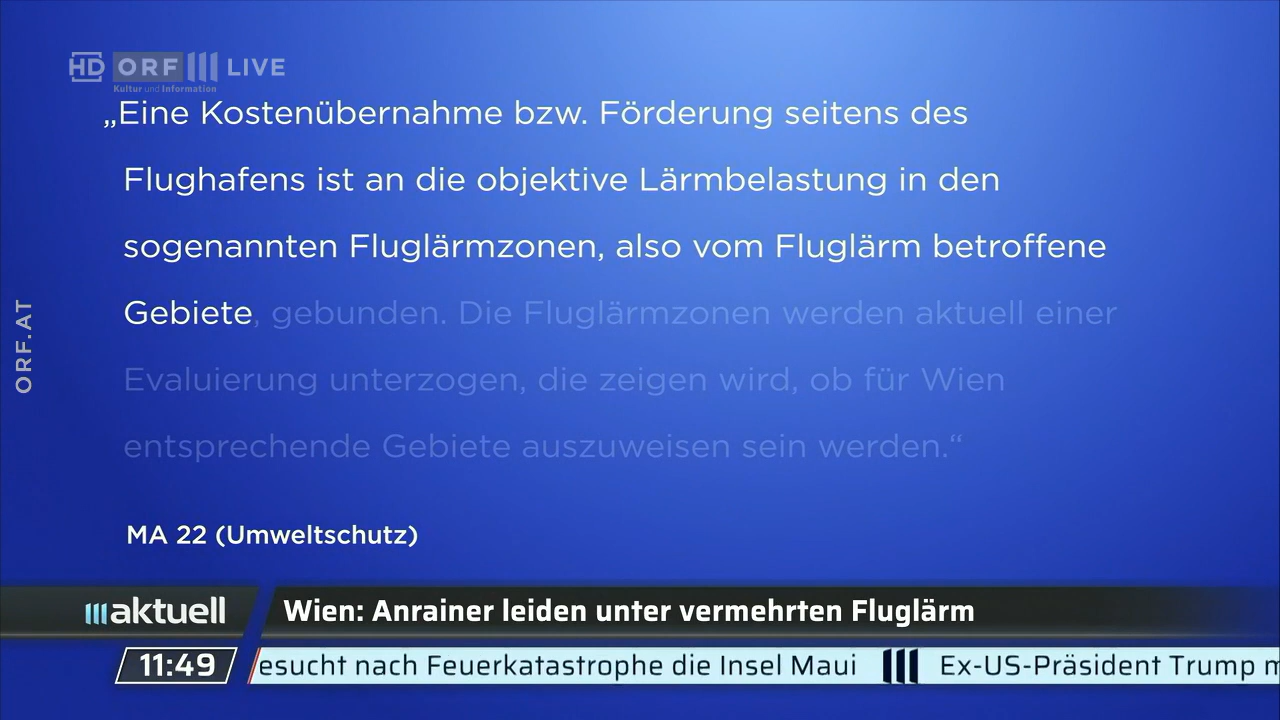 HD ORF III LIVE
Kultur und Information
„Eine Kostenübernahme bzw. Förderung seitens des
Flughafens ist an die objektive Lärmbelastung in den
sogenannten Fluglärmzonen, also vom Fluglärm betroffene
Gebiete, gebunden. Die Fluglärmzonen werden aktuell einer
Evaluierung unterzogen, die zeigen wird, ob für Wien
entsprechende Gebiete auszuweisen sein werden.“
ORF.AT
MA 22 (Umweltschutz)
III aktuell
Wien: Anrainer leiden unter vermehrten Fluglärm
11:49
esucht nach Feuerkatastrophe die Insel Maui III Ex-US-Präsident Trump m